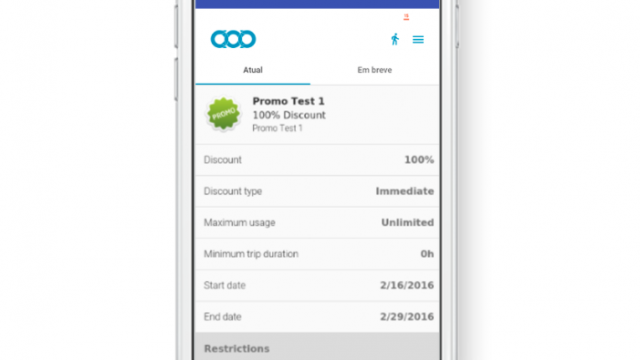 Atual
Em breve
PROMO
Promo Test 1
100% Discount
Promo Test 1
Discount 100%
Discount type Immediate
Maximum usage Unlimited
Minimum trip duration 0h
Start date 2/16/2016
End date 2/29/2016
Restrictions